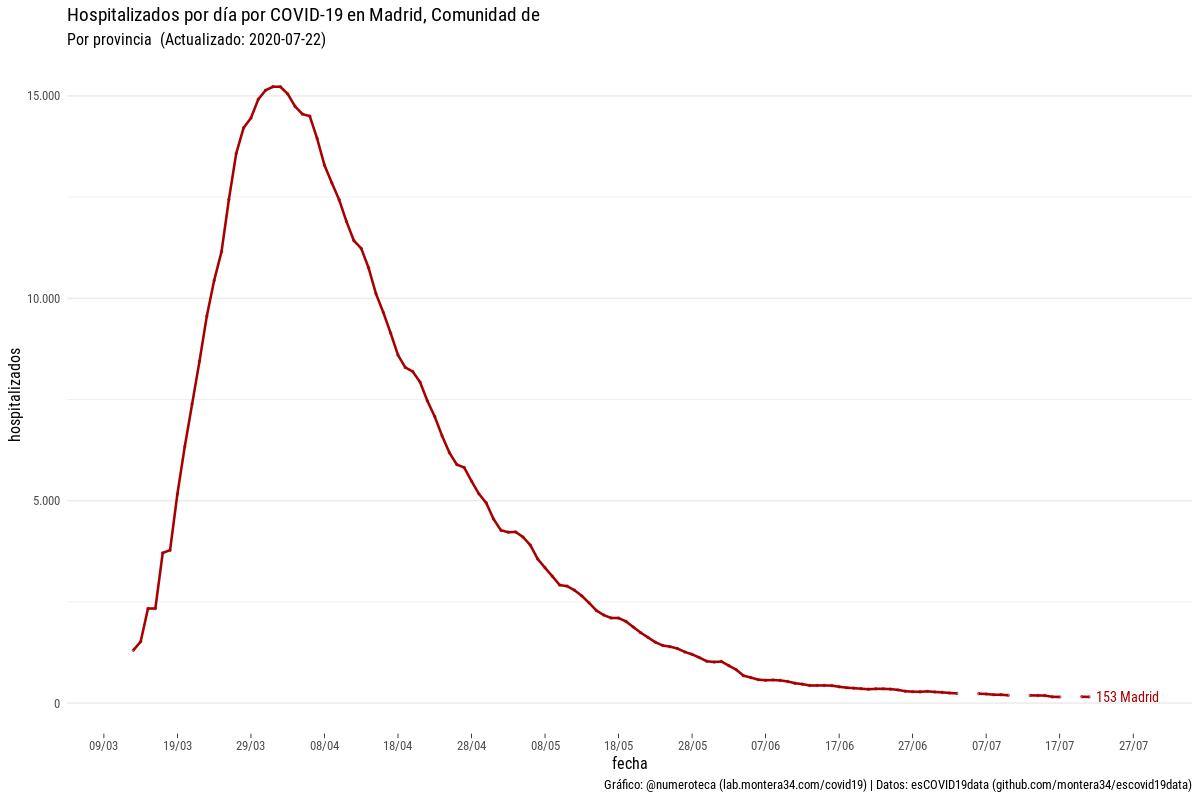 Hospitalizados por día por COVID-19 en Madrid, Comunidad de
Por provincia  (Actualizado: 2020-07-22)
hospitalizados
15.000
10.000
5.000
0
153 Madrid
09/03 19/03 29/03 08/04 18/04 28/04 08/05 18/05 28/05 07/06 17/06 27/06 07/07 17/07 27/07
fecha
Gráfico: @numeroteca (lab.montera34.com/covid19) | Datos: esCOVID19data (github.com/montera34/escovid19data)